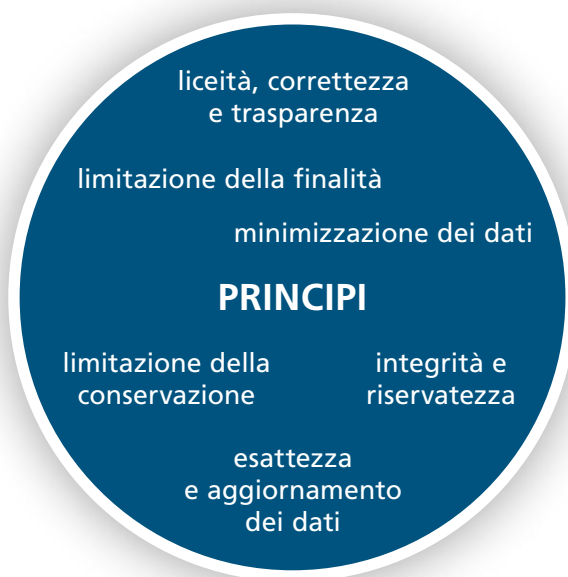 liceità, correttezza
e trasparenza
limitazione della finalità
minimizzazione dei dati
PRINCIPI
limitazione della
conservazione
integrità e
riservatezza
esattezza
e aggiornamento
dei dati